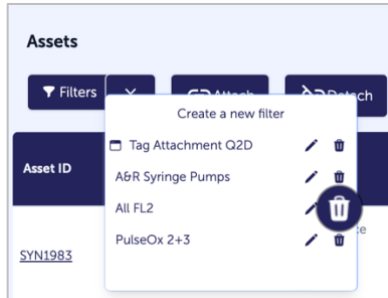 Assets
Filters
Attach
Detach
Create a new filter
Tag Attachment Q2D
A&R Syringe Pumps
All FL2
PulseOx 2+3
Asset ID
SYN1983